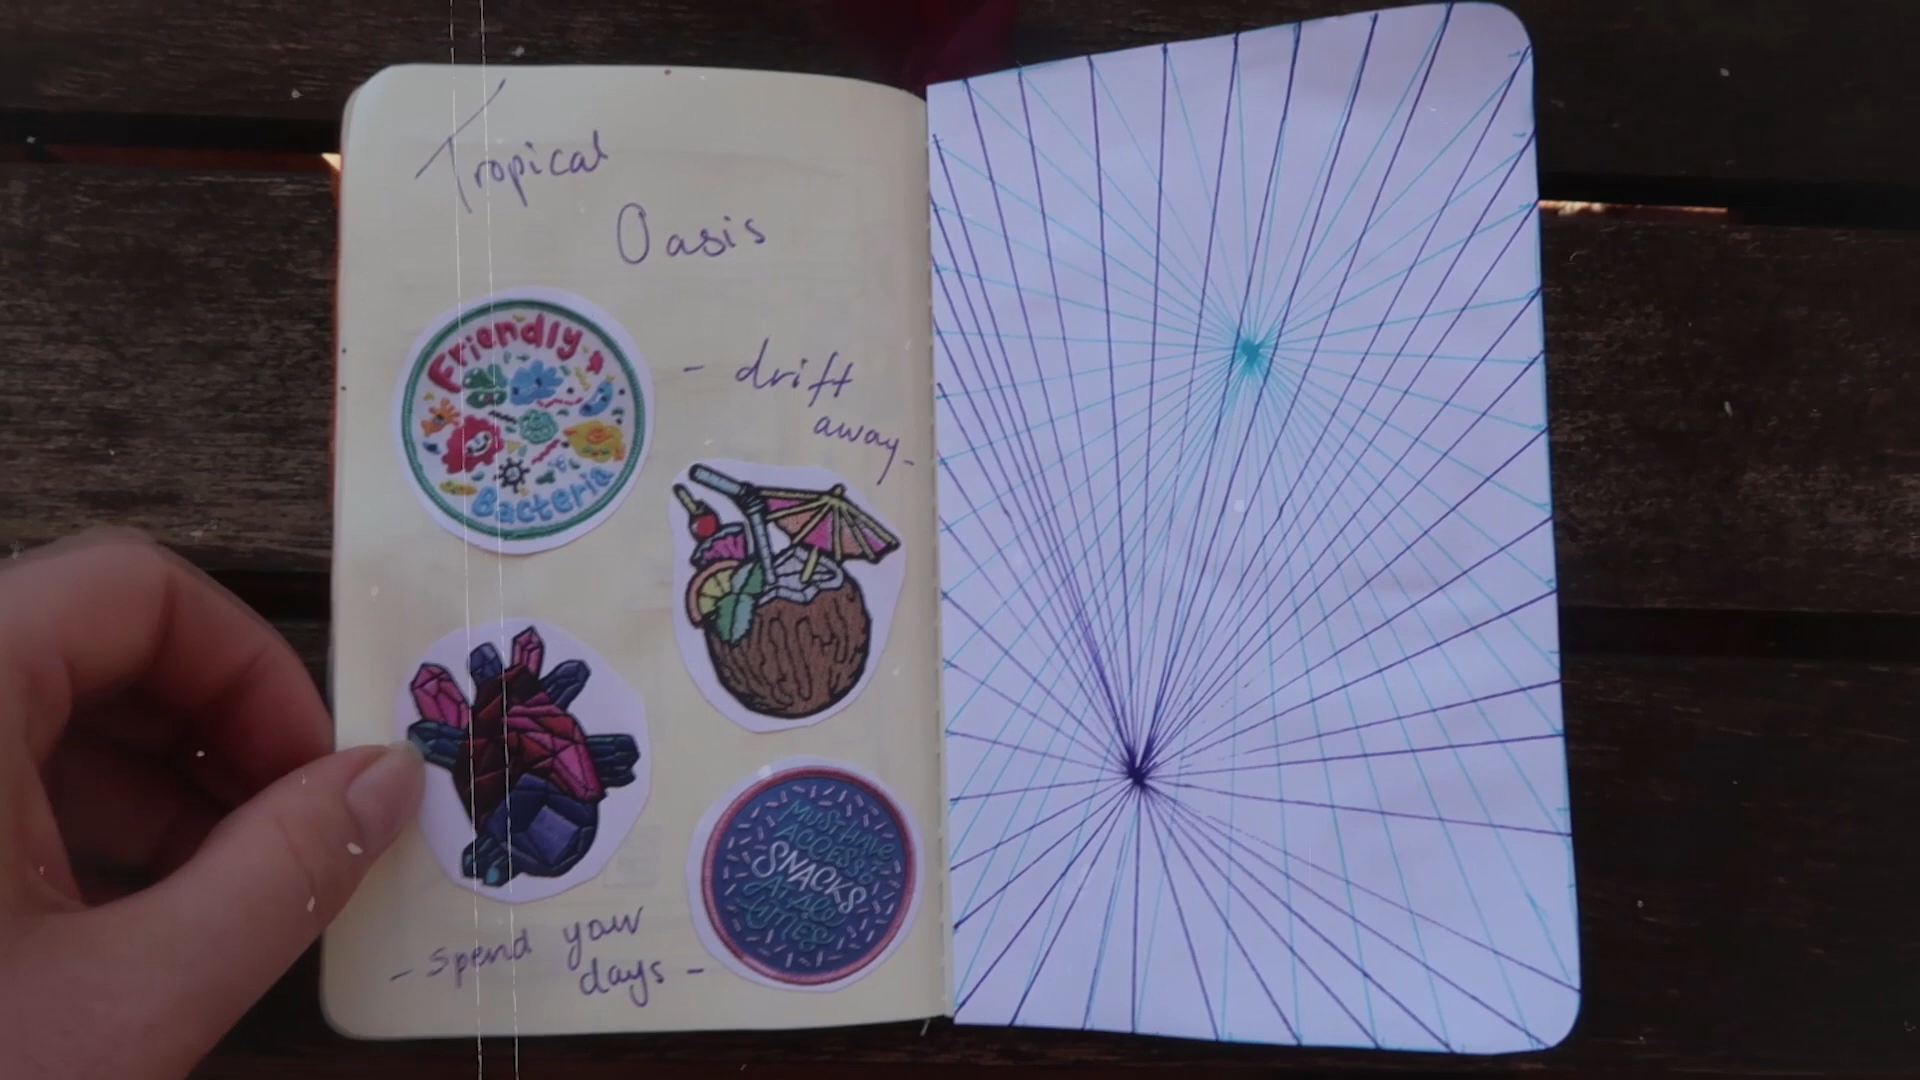 Tropical
Oasis
Friendly
Bacteria
- drift
away -
MUST HAVE
ACCESS TO
SNACKS
AT ALL
TIMES
- spend your
days -